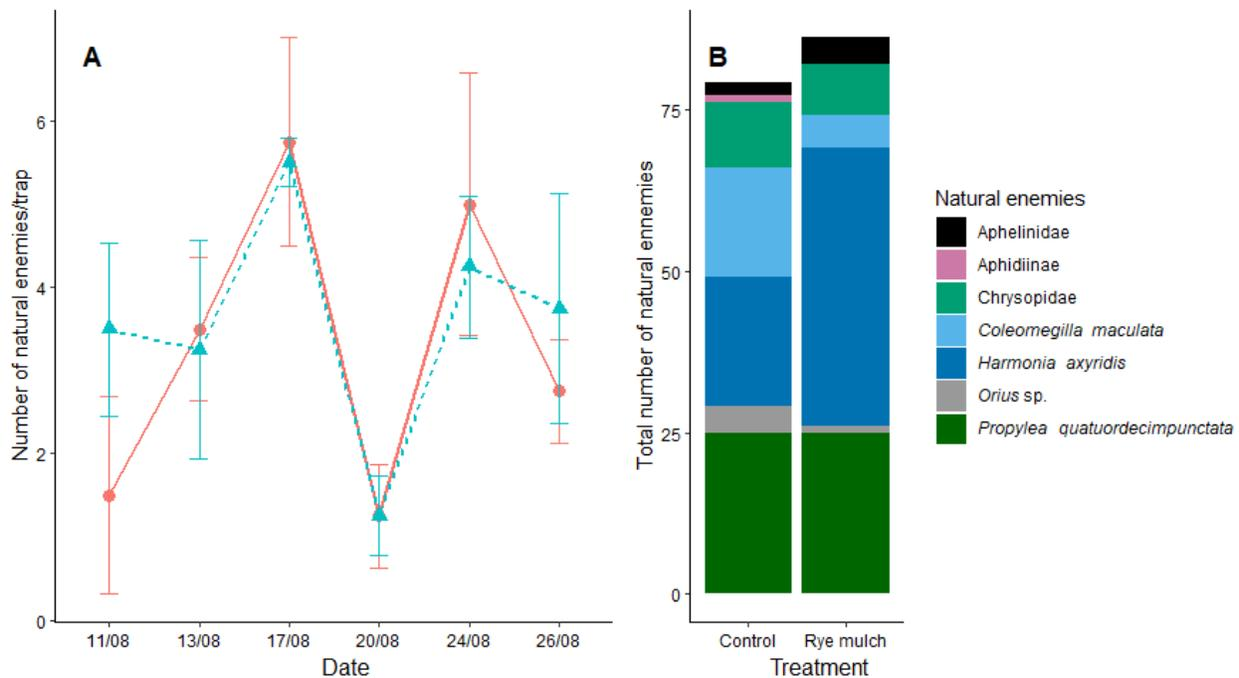 A
Number of natural enemies/trap
6
4
2
0
11/08 13/08 17/08 20/08 24/08 26/08
Date
B
Total number of natural ennemies
75
50
25
0
Control Rye mulch
Treatment
Natural enemies
Aphelinidae
Aphidiinae
Chrysopidae
Coleomegilla maculata
Harmonia axyridis
Orius sp.
Propylea quatuordecimpunctata